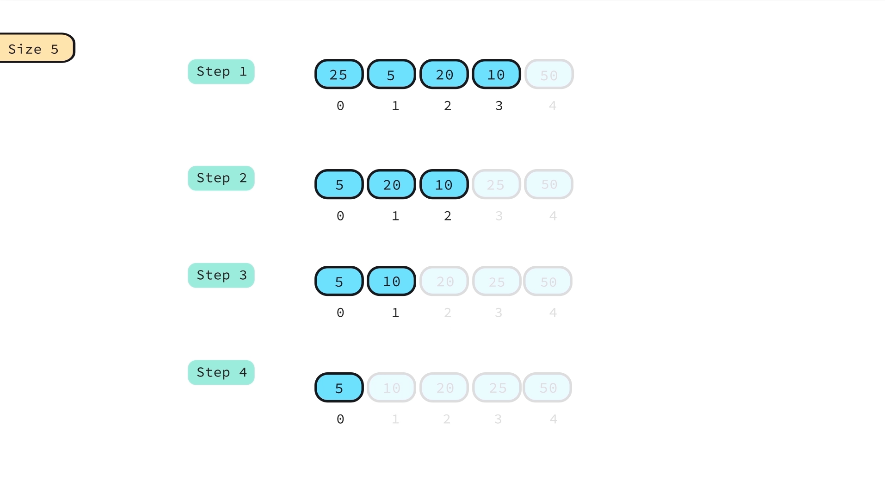 Size 5
Step 1
25 5 20 10 50
0 1 2 3 4
Step 2
5 20 10 25 50
0 1 2 3 4
Step 3
5 10 20 25 50
0 1 2 3 4
Step 4
5 10 20 25 50
0 1 2 3 4